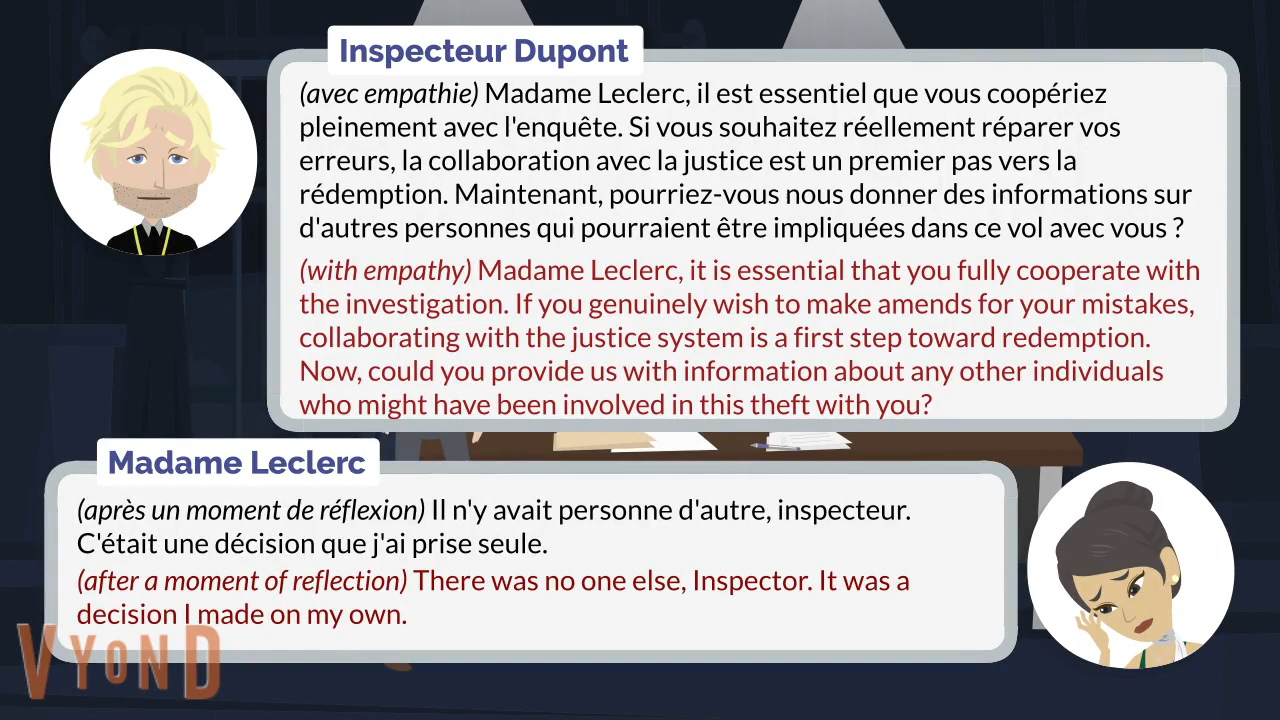 Inspecteur Dupont
(avec empathie) Madame Leclerc, il est essentiel que vous coopériez
pleinement avec l'enquête. Si vous souhaitez réellement réparer vos
erreurs, la collaboration avec la justice est un premier pas vers la
rédemption. Maintenant, pourriez-vous nous donner des informations sur
d'autres personnes qui pourraient être impliquées dans ce vol avec vous ?
(with empathy) Madame Leclerc, it is essential that you fully cooperate with
the investigation. If you genuinely wish to make amends for your mistakes,
collaborating with the justice system is a first step toward redemption.
Now, could you provide us with information about any other individuals
who might have been involved in this theft with you?
Madame Leclerc
(après un moment de réflexion) Il n'y avait personne d'autre, inspecteur.
C'était une décision que j'ai prise seule.
(after a moment of reflection) There was no one else, Inspector. It was a
decision I made on my own.
VYOND